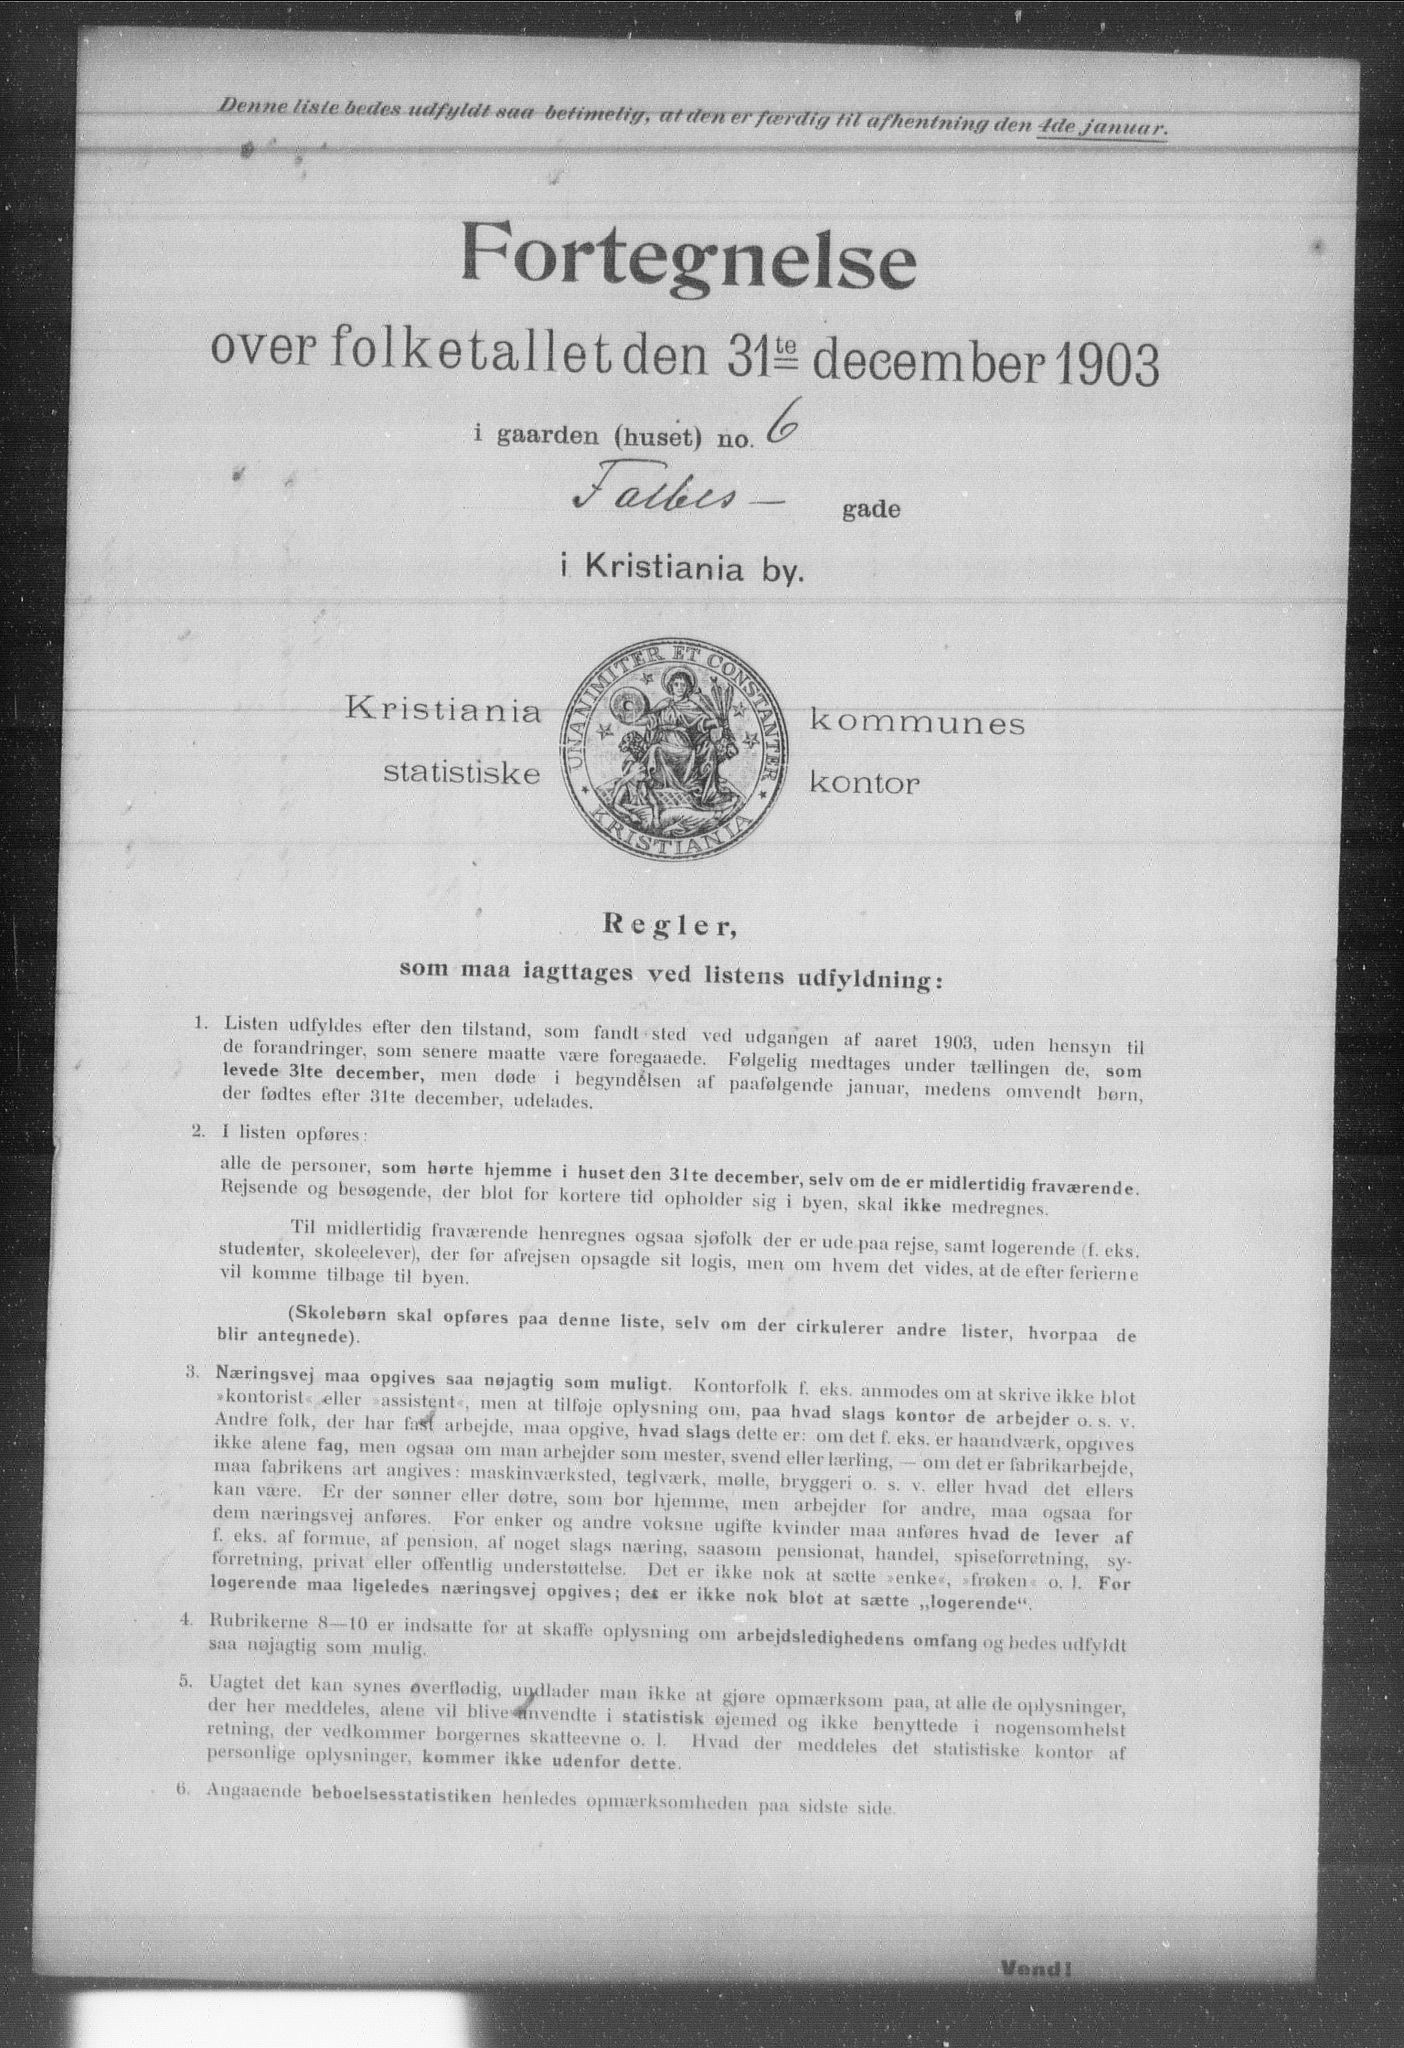 Denne liste bedes udfyldt saa betimelig, at den er færdig til afhentning den 4de januar.
Fortegnelse
over folketallet den 31te december 1903
i gaarden (huset) no. 6
Falbes — gade
i Kristiania by.
Kristiania kommunes
statistiske kontor
UNANIMITER ET CONSTANTER
KRISTIANIA
Regler,
som maa iagttages ved listens udfyldning:
1. Listen udfyldes efter den tilstand, som fandt sted ved udgangen af aaret 1903, uden hensyn til
de forandringer, som senere maatte være foregaaede. Følgelig medtages under tællingen de, som
levede 31te december, men døde i begyndelsen af paafølgende januar, medens omvendt børn,
der fødtes efter 31te december, udelades.
2. I listen opføres:
alle de personer, som hørte hjemme i huset den 31te december, selv om de er midlertidig fraværende.
Rejsende og besøgende, der blot for kortere tid opholder sig i byen, skal ikke medregnes.
Til midlertidig fraværende henregnes ogsaa sjøfolk der er ude paa rejse, samt logerende (f. eks.
studenter, skoleelever), der før afrejsen opsagde sit logis, men om hvem det vides, at de efter ferierne
vil komme tilbage til byen.
(Skolebørn skal opføres paa denne liste, selv om der cirkulerer andre lister, hvorpaa de
blir antegnede).
3. Næringsvej maa opgives saa nøjagtig som muligt. Kontorfolk f. eks. anmodes om at skrive ikke blot
»kontorist« eller »assistent«, men at tilføje oplysning om, paa hvad slags kontor de arbejder o. s. v.
Andre folk, der har fast arbejde, maa opgive, hvad slags dette er: om det f. eks. er haandværk, opgives
ikke alene fag, men ogsaa om man arbejder som mester, svend eller lærling, — om det er fabrikarbejde,
maa fabrikens art angives: maskinværksted, teglværk, mølle, bryggeri o. s. v. eller hvad det ellers
kan være. Er der sønner eller døtre, som bor hjemme, men arbejder for andre, maa ogsaa for
dem næringsvej anføres. For enker og andre voksne ugifte kvinder maa anføres hvad de lever af
f. eks. af formue, af pension, af noget slags næring, saasom pensionat, handel, spiseforretning, sy-
forretning, privat eller offentlig understøttelse. Det er ikke nok at sætte »enke«, »frøken« o. l. For
logerende maa ligeledes næringsvej opgives; det er ikke nok blot at sætte „logerende“.
4. Rubrikerne 8—10 er indsatte for at skaffe oplysning om arbejdsledighedens omfang og bedes udfyldt
saa nøjagtig som mulig.
5. Uagtet det kan synes overflødig, undlader man ikke at gjøre opmærksom paa, at alle de oplysninger,
der her meddeles, alene vil blive anvendte i statistisk øjemed og ikke benyttede i nogensomhelst
retning, der vedkommer borgernes skatteevne o. l. Hvad der meddeles det statistiske kontor af
personlige oplysninger, kommer ikke udenfor dette.
6. Angaaende beboelsesstatistiken henledes opmærksomheden paa sidste side.
Vend!